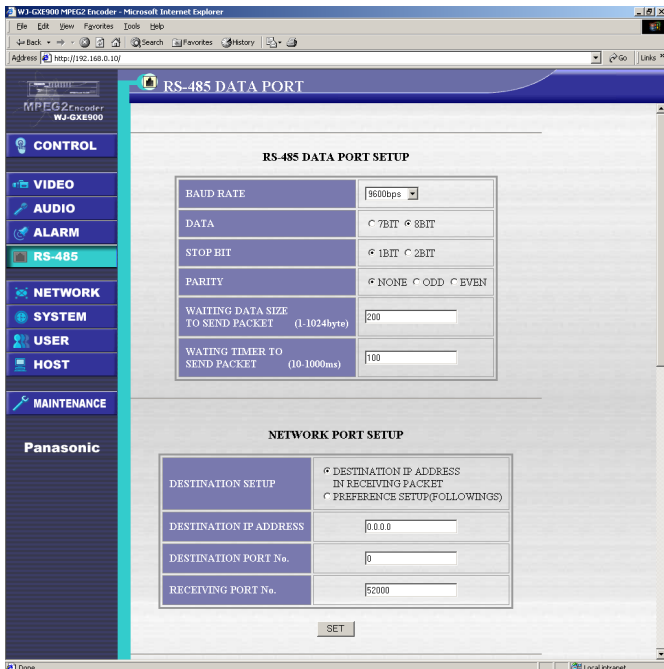 WJ-GXE900 MPEG2 Encoder - Microsoft Internet Explorer
File Edit View Favorites Tools Help
Back Search Favorites History
Address http://192.168.0.10/ Go Links »
MPEG2Encoder
WJ-GXE900
RS-485 DATA PORT
CONTROL
VIDEO
AUDIO
ALARM
RS-485
NETWORK
SYSTEM
USER
HOST
MAINTENANCE
Panasonic
RS-485 DATA PORT SETUP
BAUD RATE 9600bps
DATA 7BIT 8BIT
STOP BIT 1BIT 2BIT
PARITY NONE ODD EVEN
WAITING DATA SIZE
TO SEND PACKET (1-1024byte) 200
WATING TIMER TO
SEND PACKET (10-1000ms) 100
NETWORK PORT SETUP
DESTINATION SETUP
DESTINATION IP ADDRESS
IN RECEIVING PACKET
PREFERENCE SETUP(FOLLOWINGS)
DESTINATION IP ADDRESS 0.0.0.0
DESTINATION PORT No. 0
RECEIVING PORT No. 52000
SET
Done Local intranet